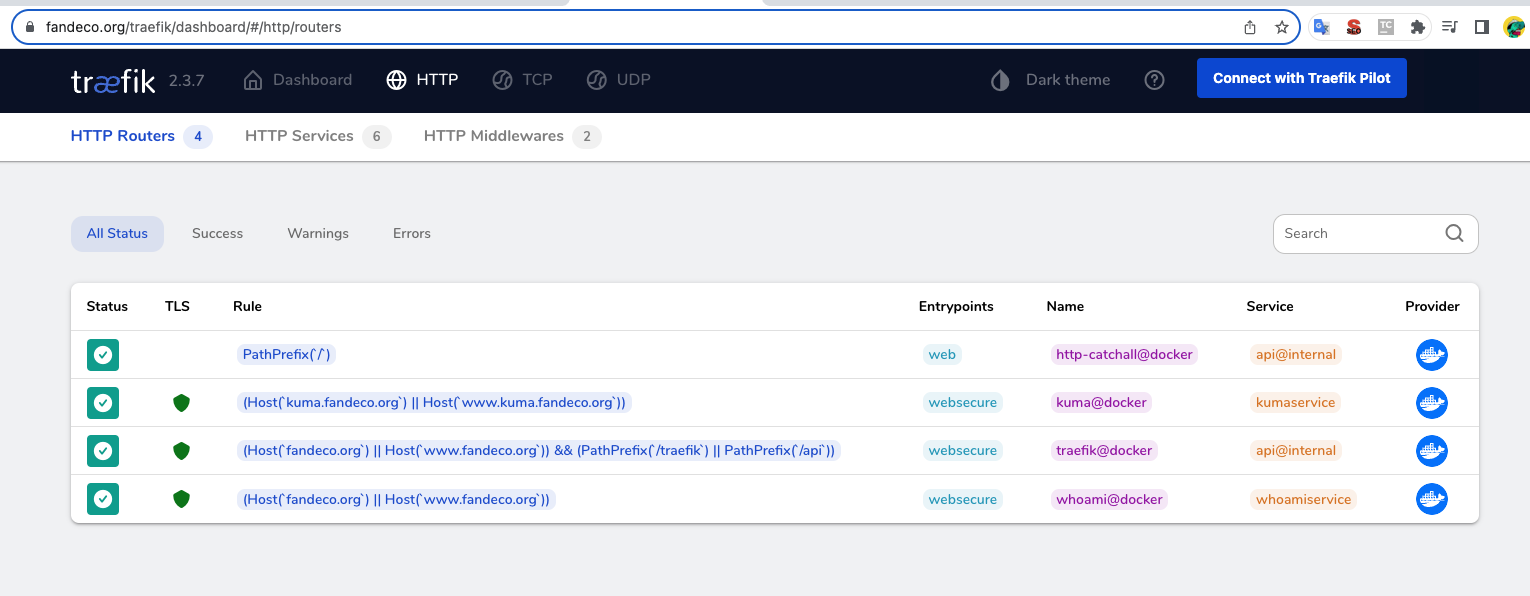 fandeco.org/traefik/dashboard/#/http/routers
træfik 2.3.7 Dashboard HTTP TCP UDP Dark theme Connect with Traefik Pilot
HTTP Routers 4 HTTP Services 6 HTTP Middlewares 2
All Status Success Warnings Errors Search
Status TLS Rule Entrypoints Name Service Provider
PathPrefix(`/`) web http-catchall@docker api@internal
(Host(`kuma.fandeco.org`) || Host(`www.kuma.fandeco.org`)) websecure kuma@docker kumaservice
(Host(`fandeco.org`) || Host(`www.fandeco.org`)) && (PathPrefix(`/traefik`) || PathPrefix(`/api`)) websecure traefik@docker api@internal
(Host(`fandeco.org`) || Host(`www.fandeco.org`)) websecure whoami@docker whoamiservice